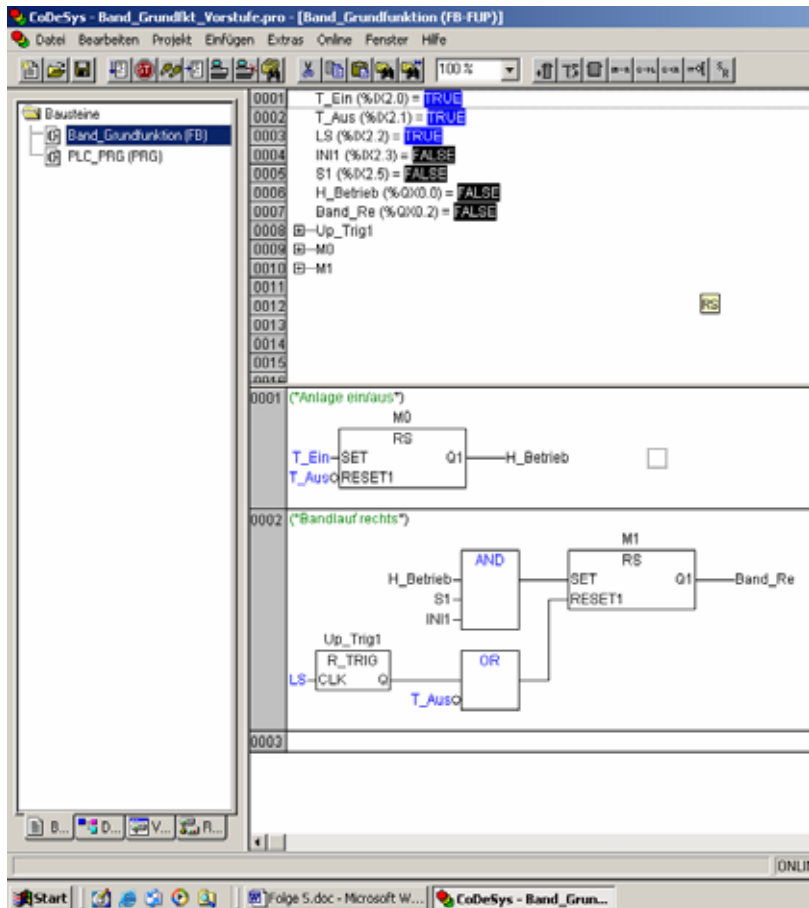 CoDeSys - Band_Grundfkt_Vorstufe.pro - [Band_Grundfunktion (FB-FUP)]
Datei Bearbeiten Projekt Einfügen Extras Online Fenster Hilfe
100 %
Bausteine
Band_Grundfunktion (FB)
PLC_PRG (PRG)
0001 T_Ein (%IX2.0) = TRUE
0002 T_Aus (%IX2.1) = TRUE
0003 LS (%IX2.2) = TRUE
0004 INI1 (%IX2.3) = FALSE
0005 S1 (%IX2.5) = FALSE
0006 H_Betrieb (%QX0.0) = FALSE
0007 Band_Re (%QX0.2) = FALSE
0008 Up_Trig1
0009 M0
0010 M1
0011
0012
RS
0013
0014
0015
0016
0001 (*Anlage ein/aus*)
M0
RS
T_Ein SET Q1 H_Betrieb
T_Aus RESET1
0002 (*Bandlauf rechts*)
M1
AND RS
H_Betrieb SET Q1 Band_Re
S1 RESET1
INI1
Up_Trig1
R_TRIG OR
LS CLK Q
T_Aus
0003
B... D... V... R...
ONLI
Start Folge 5.doc - Microsoft W... CoDeSys - Band_Grun...